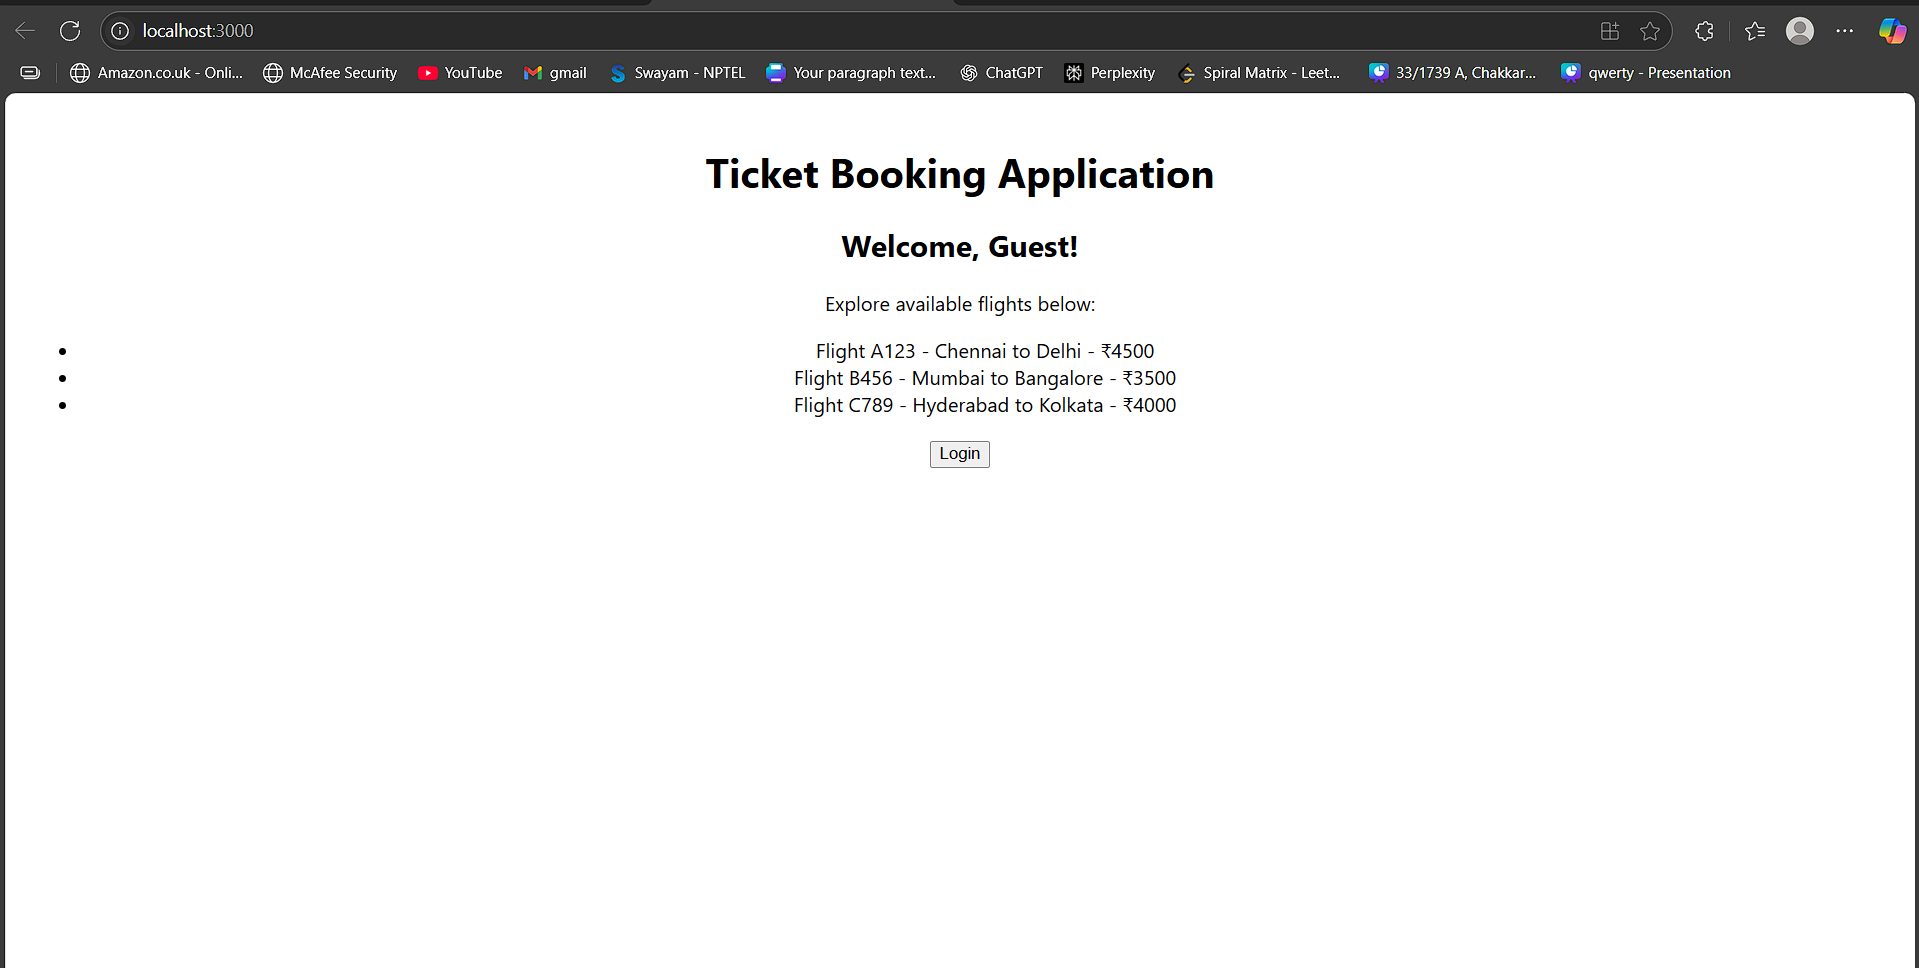 localhost:3000
Amazon.co.uk - Onli...
McAfee Security
YouTube
gmail
Swayam - NPTEL
Your paragraph text...
ChatGPT
Perplexity
Spiral Matrix - Leet...
33/1739 A, Chakkar...
qwerty - Presentation
Ticket Booking Application
Welcome, Guest!
Explore available flights below:
Flight A123 - Chennai to Delhi - ₹4500
Flight B456 - Mumbai to Bangalore - ₹3500
Flight C789 - Hyderabad to Kolkata - ₹4000
Login